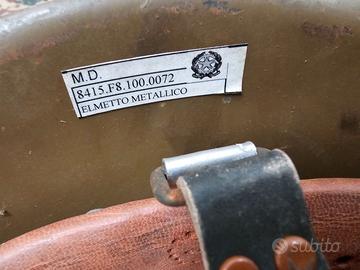 M.D.
8415.F8.100.0072
ELMETTO METALLICO
subito